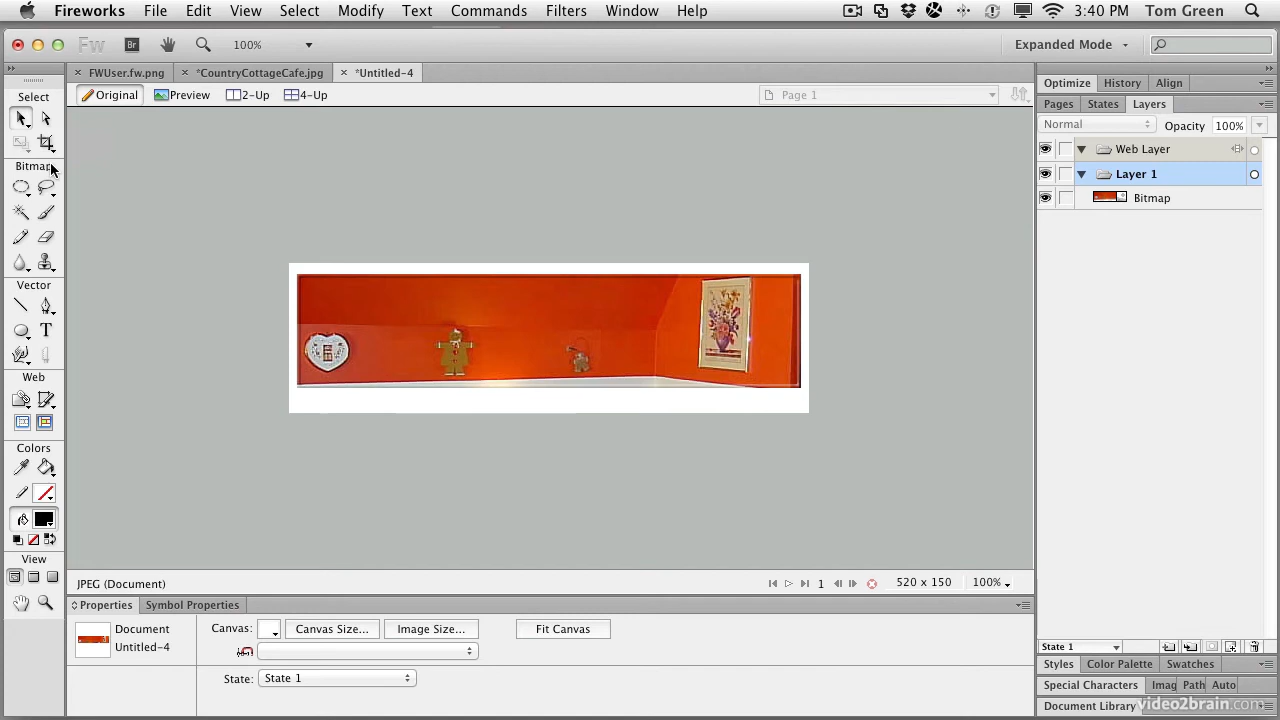 Fireworks File Edit View Select Modify Text Commands Filters Window Help 3:40 PM Tom Green
Fw Br 100% Expanded Mode
FWUser.fw.png *CountryCottageCafe.jpg *Untitled-4
Original Preview 2-Up 4-Up Page 1
Optimize History Align
Pages States Layers
Normal Opacity 100%
Web Layer
Layer 1
Bitmap
Select
Bitmap
Vector
T
Web
Colors
View
JPEG (Document) 1 520 x 150 100%
Properties Symbol Properties
Document
Untitled-4
Canvas: Canvas Size... Image Size... Fit Canvas
State: State 1
State 1
Styles Color Palette Swatches
Special Characters Imag Path Auto
Document Library
video2brain.com